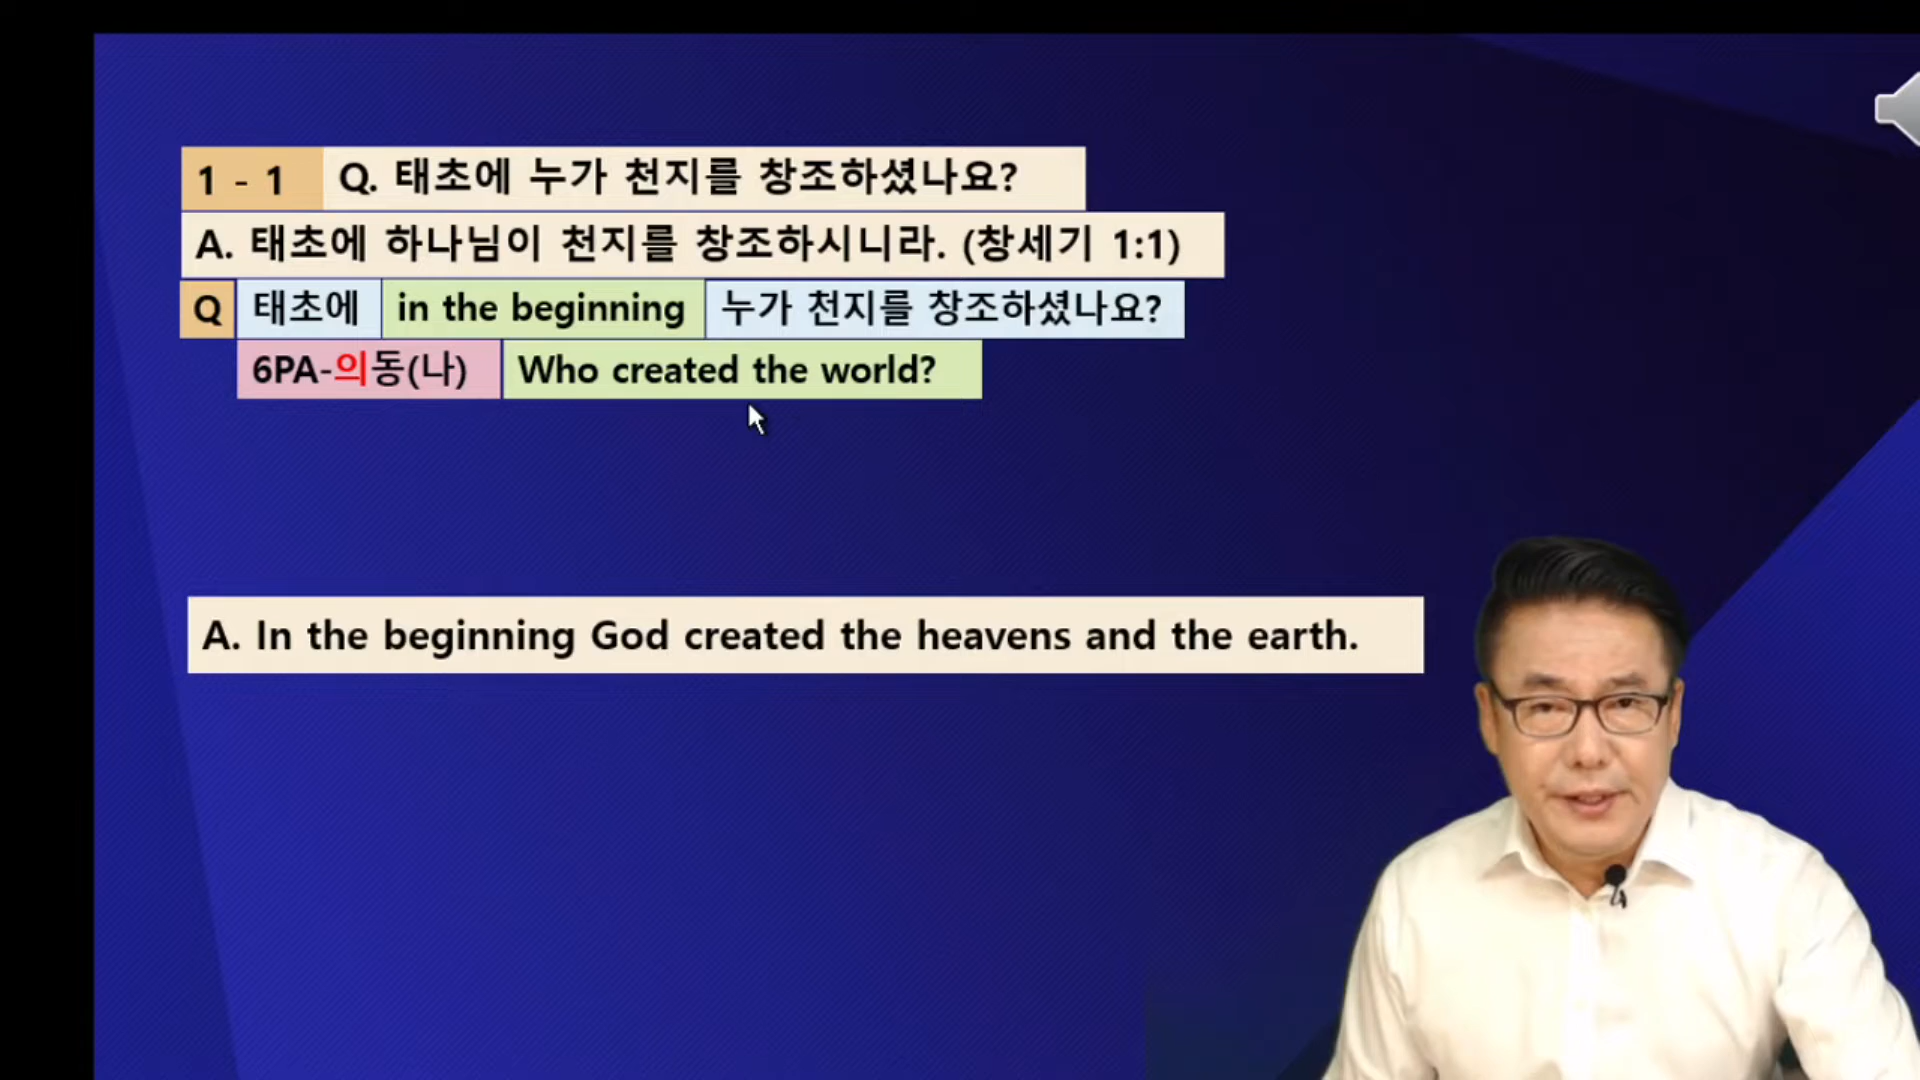 1 - 1 Q. 태초에 누가 천지를 창조하셨나요?
A. 태초에 하나님이 천지를 창조하시니라. (창세기 1:1)
Q 태초에 in the beginning 누가 천지를 창조하셨나요?
6PA-의동(나) Who created the world?
A. In the beginning God created the heavens and the earth.